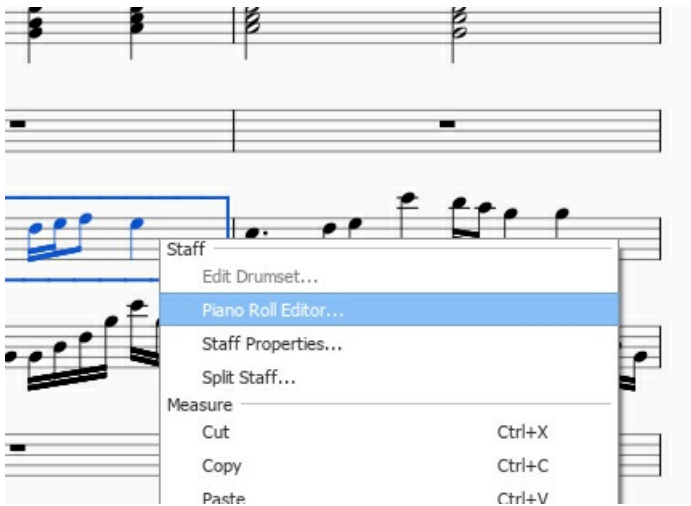 Staff
Edit Drumset...
Piano Roll Editor...
Staff Properties...
Split Staff...
Measure
Cut Ctrl+X
Copy Ctrl+C
Paste Ctrl+V